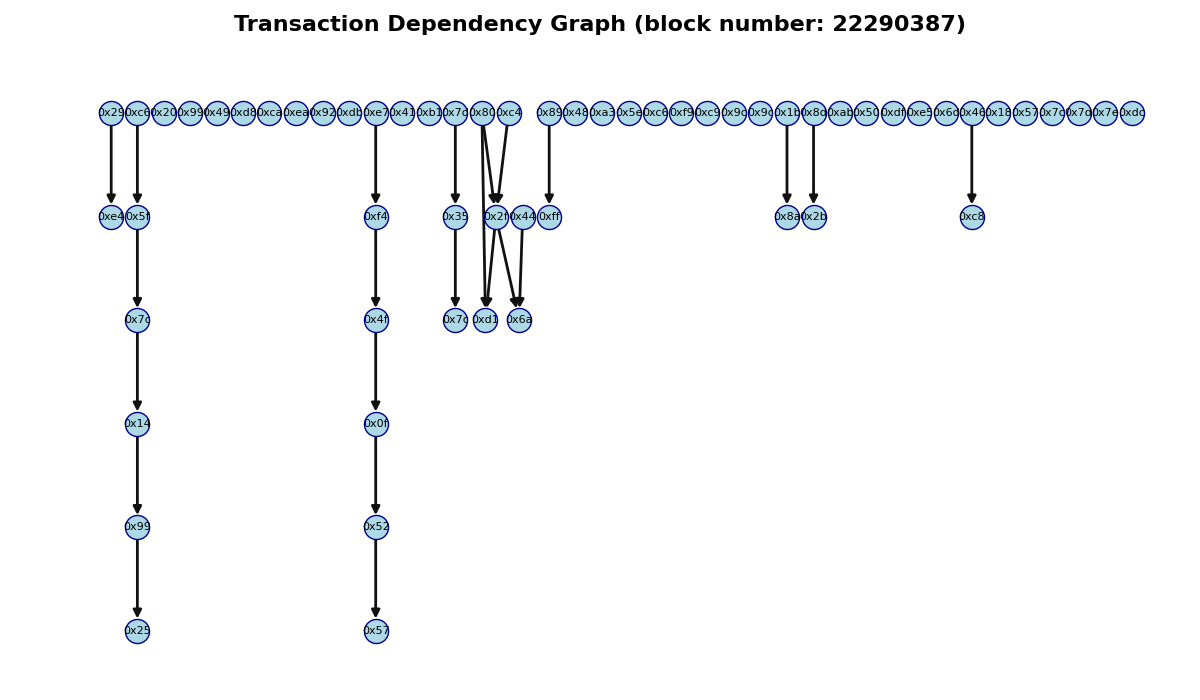 Transaction Dependency Graph (block number: 22290387)
0x29 0xc6 0x20 0x99 0x49 0xd8 0xca 0xea 0x92 0xdb 0xe7 0x41 0xb1 0x7d 0x80 0xc4 0x89 0x48 0xa3 0x5e 0xc6 0xf9 0xc9 0x9c 0x9c 0x1b 0x8d 0xab 0x50 0xdf 0xe5 0x6d 0x46 0x18 0x57 0x7c 0x7d 0x7e 0xdc
0xe4 0x5f 0xf4 0x35 0x2f 0x44 0xff 0x8a 0x2b 0xc8
0x7c 0x4f 0x7c 0xd1 0x6a
0x14 0x0f
0x99 0x52
0x25 0x57